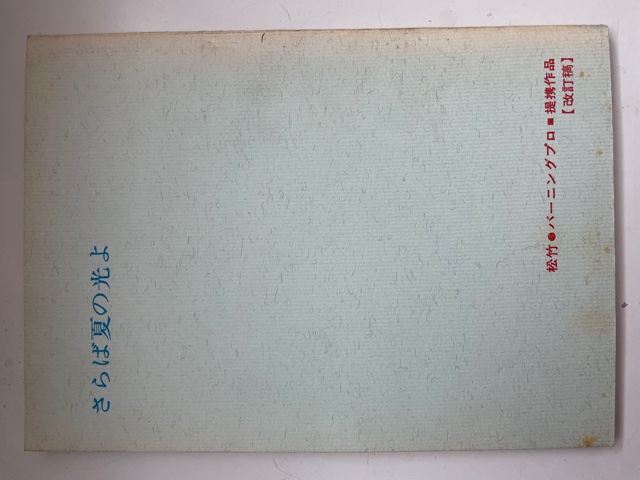 さらば夏の光よ
松竹●バーニングプロ■提携作品
【改訂稿】